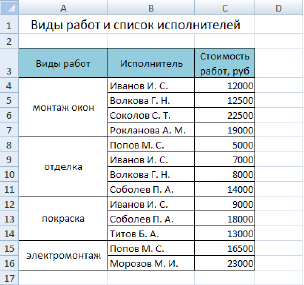 A B C D
1 Виды работ и список исполнителей
2
3 Виды работ Исполнитель Стоимость работ, руб
4 Иванов И. С. 12000
5 монтаж окон Волкова Г. Н. 12500
6 Соколов С. Т. 22500
7 Рокланова А. М. 19000
8 Попов М. С. 5000
9 отделка Иванов И. С. 7000
10 Волкова Г. Н. 8000
11 Соболев П. А. 14000
12 Иванов И. С. 9000
13 покраска Соболев П. А. 18000
14 Титов Б. А. 13000
15 электромонтаж Попов М. С. 16500
16 Морозов М. И. 23000
17